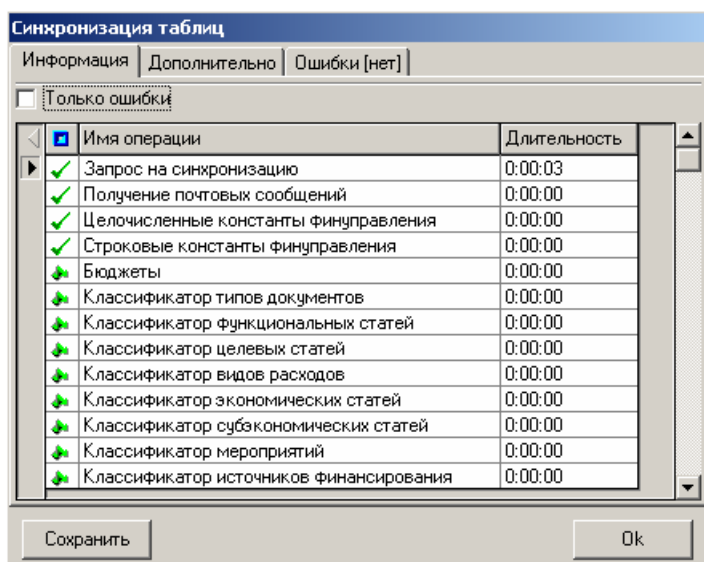 Синхронизация таблиц
Информация Дополнительно Ошибки [нет]
Только ошибки
Имя операции Длительность
Запрос на синхронизацию 0:00:03
Получение почтовых сообщений 0:00:00
Целочисленные константы финуправления 0:00:00
Строковые константы финуправления 0:00:00
Бюджеты 0:00:00
Классификатор типов документов 0:00:00
Классификатор функциональных статей 0:00:00
Классификатор целевых статей 0:00:00
Классификатор видов расходов 0:00:00
Классификатор экономических статей 0:00:00
Классификатор субэкономических статей 0:00:00
Классификатор мероприятий 0:00:00
Классификатор источников финансирования 0:00:00
Сохранить Ok